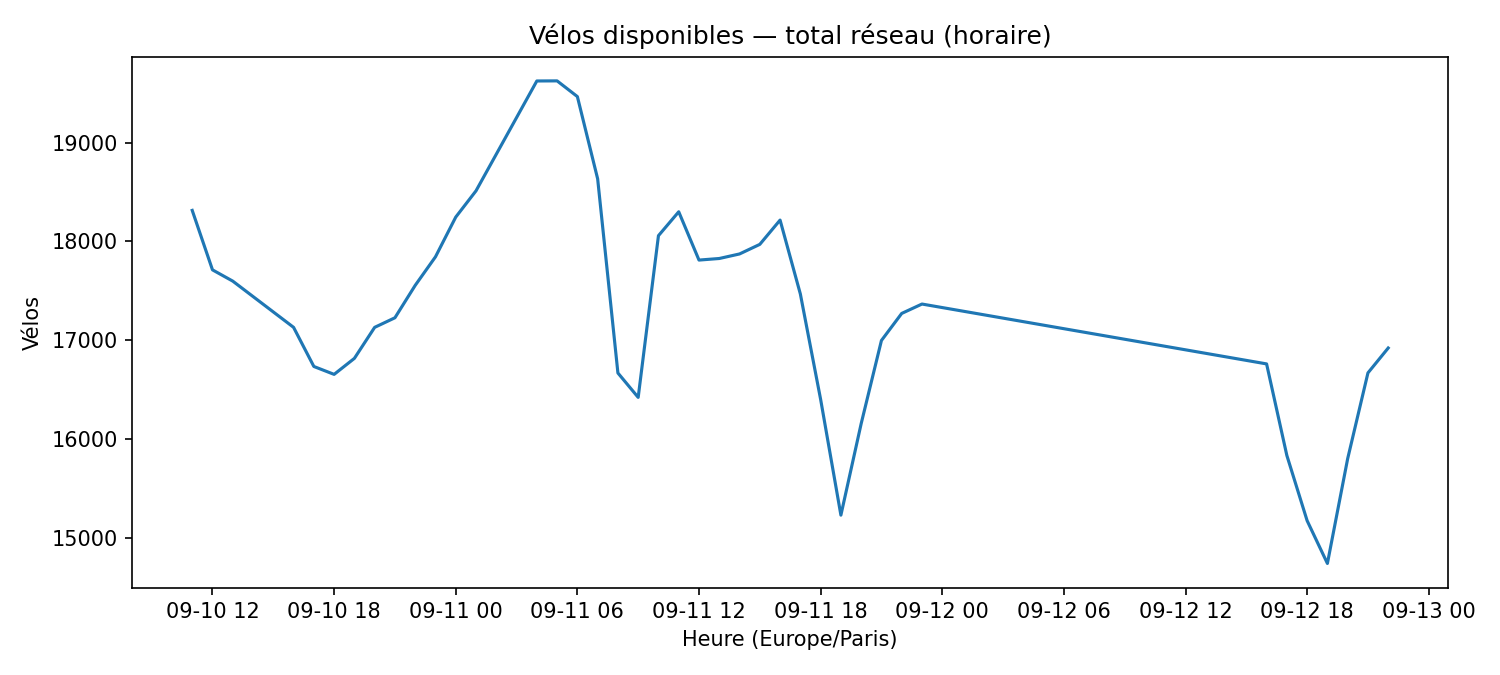 Vélos disponibles — total réseau (horaire)
Vélos
19000
18000
17000
16000
15000
09-10 12 09-10 18 09-11 00 09-11 06 09-11 12 09-11 18 09-12 00 09-12 06 09-12 12 09-12 18 09-13 00
Heure (Europe/Paris)